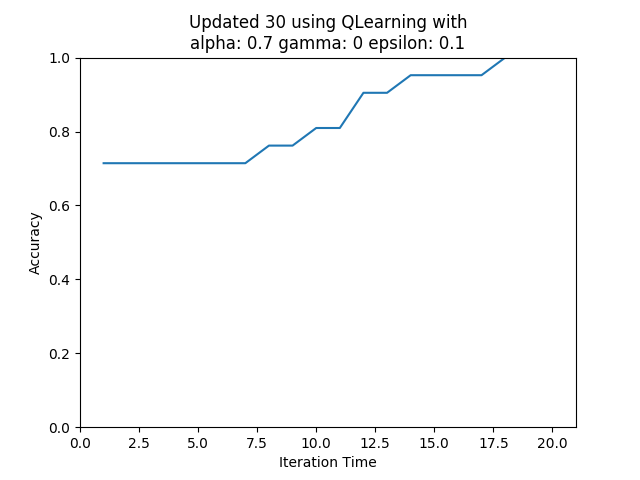 Updated 30 using QLearning with
alpha: 0.7 gamma: 0 epsilon: 0.1
1.0
0.8
0.6
0.4
0.2
0.0
Accuracy
0.0 2.5 5.0 7.5 10.0 12.5 15.0 17.5 20.0
Iteration Time